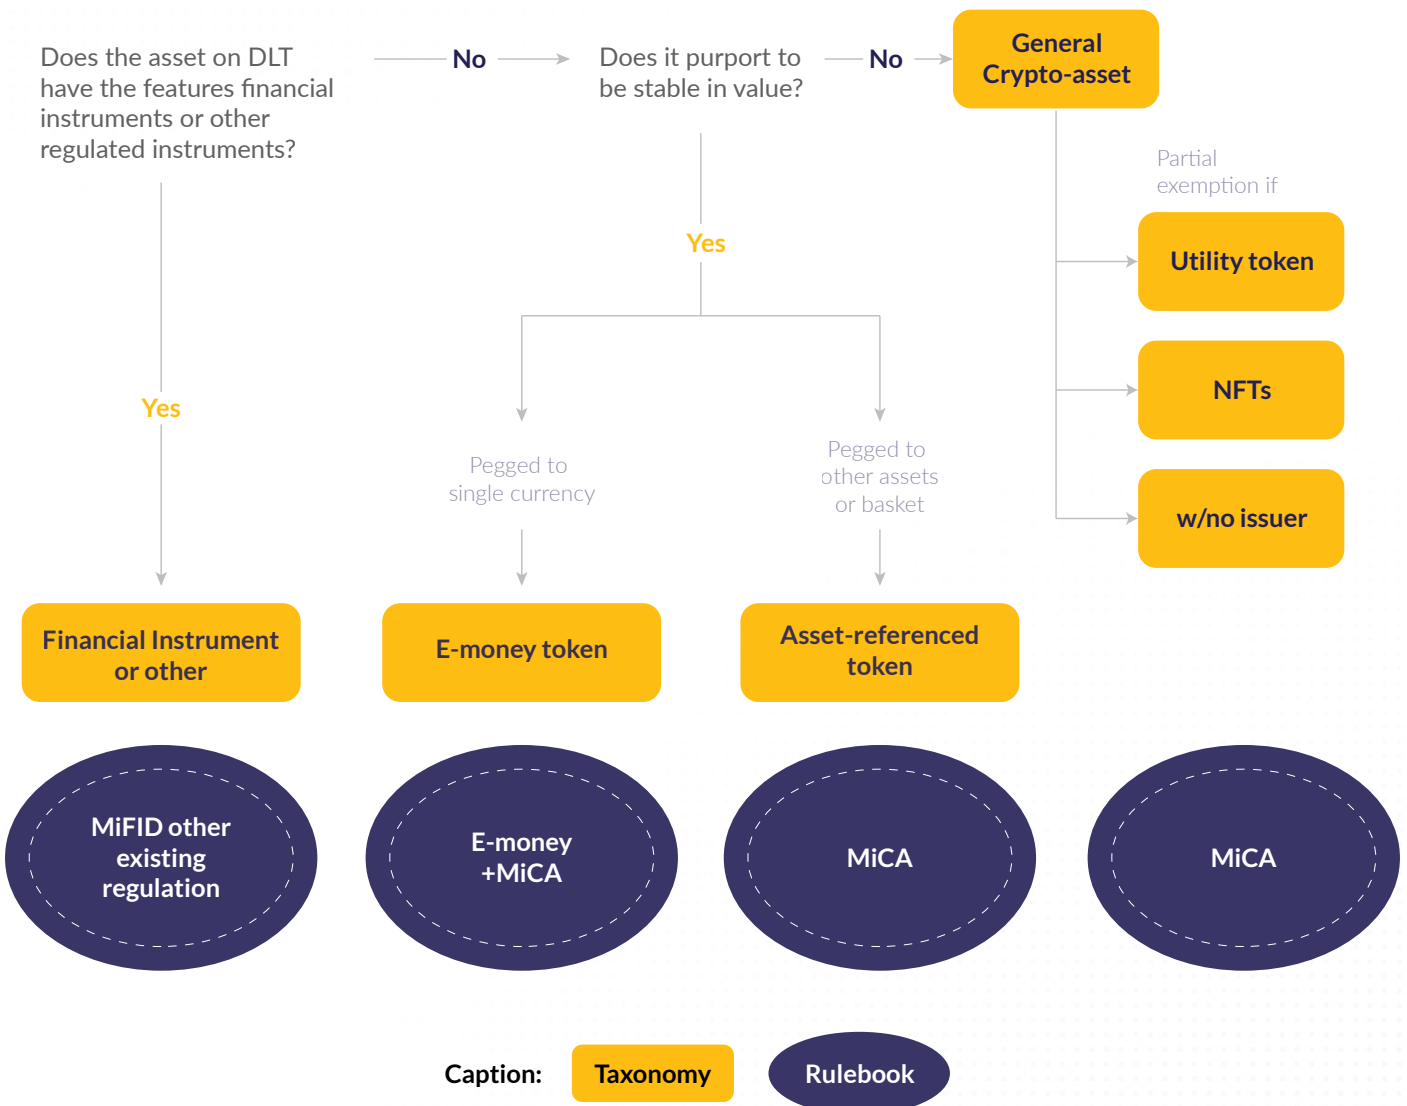 Does the asset on DLT
have the features financial
instruments or other
regulated instruments?
No
Does it purport to
be stable in value?
No
General
Crypto-asset
Partial
exemption if
Utility token
NFTs
w/no issuer
Yes
Yes
Pegged to
single currency
Pegged to
other assets
or basket
Financial Instrument
or other
E-money token
Asset-referenced
token
MiFID other
existing
regulation
E-money
+MiCA
MiCA
MiCA
Caption:
Taxonomy
Rulebook